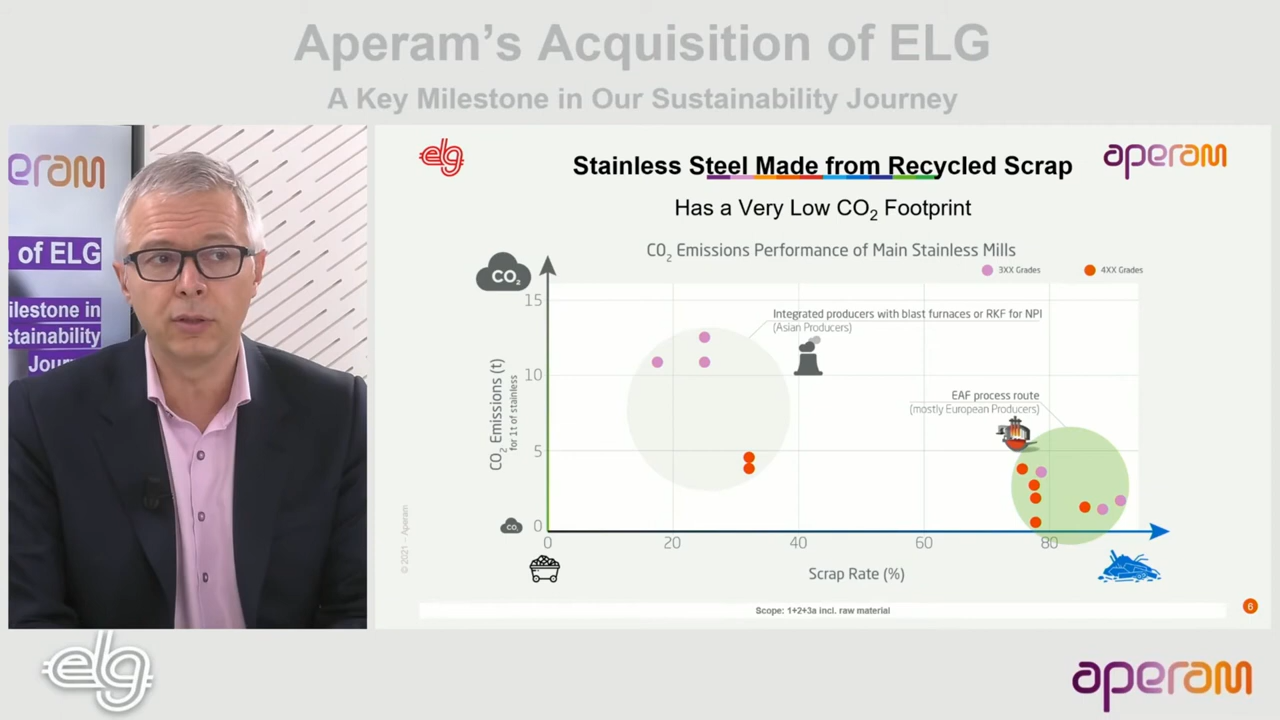 Aperam's Acquisition of ELG
A Key Milestone in Our Sustainability Journey
eram
of ELG
ilestone in
stainability
Jour
elg
Stainless Steel Made from Recycled Scrap
aperam
Has a Very Low CO₂ Footprint
CO₂ Emissions Performance of Main Stainless Mills
3XX Grades
4XX Grades
CO₂
15
Integrated producers with blast furnaces or RKF for NPI
(Asian Producers)
10
EAF process route
(mostly European Producers)
CO₂ Emissions (t)
for 1t of stainless
5
0
CO₂
0
20
40
60
80
Scrap Rate (%)
© 2021 - Aperam
Scope: 1+2+3a incl. raw material
6
elg
aperam